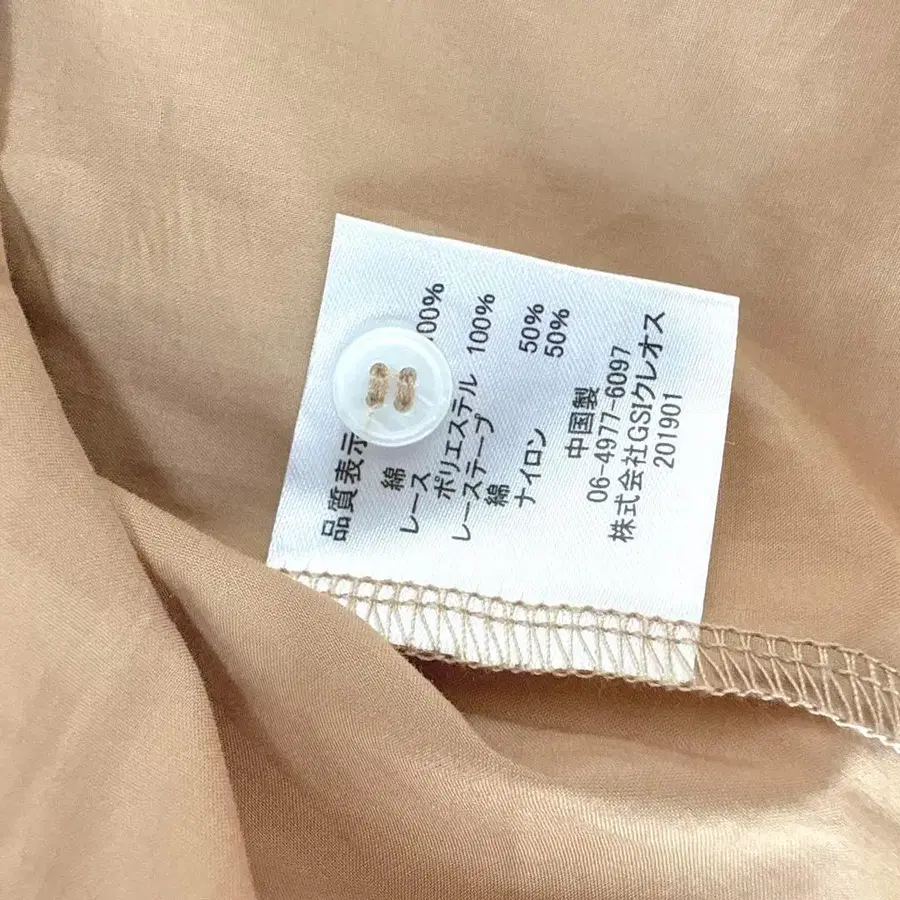 品質表示
綿 100%
レース
ポリエステル 100%
レーステープ
綿 50%
ナイロン 50%
中国製
06-4977-6097
株式会社GSIクレオス
201901